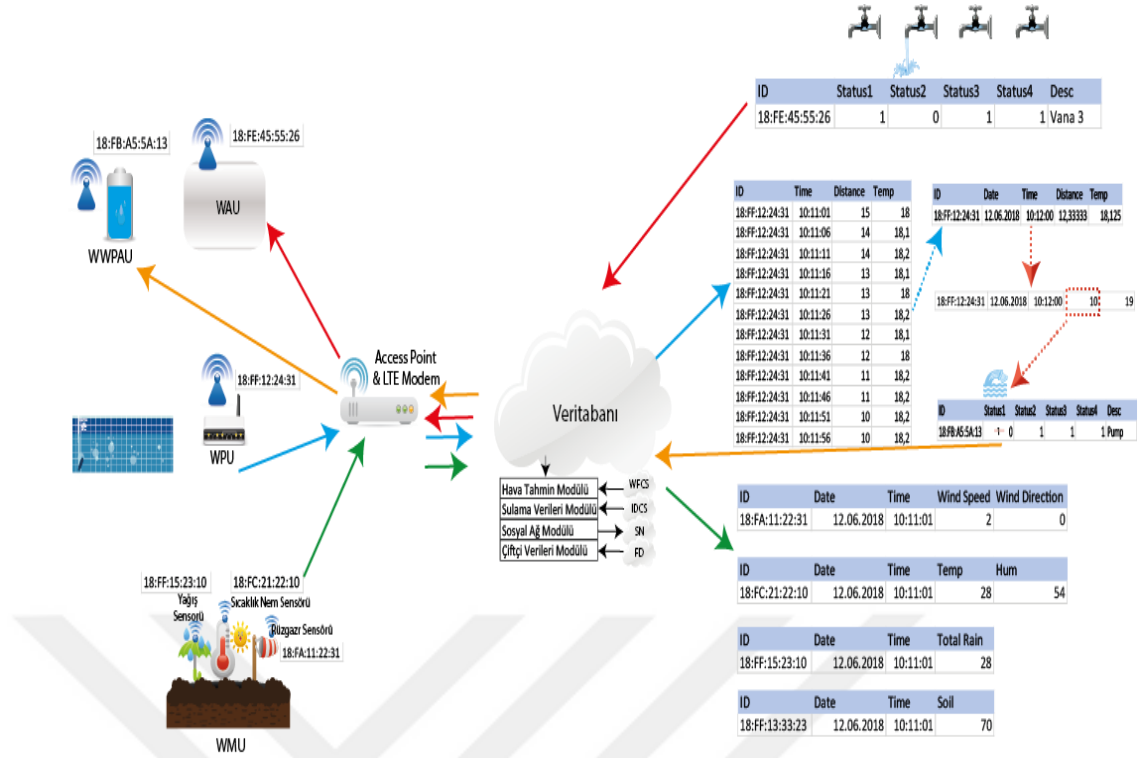 ID Status1 Status2 Status3 Status4 Desc
18:FE:45:55:26 1 0 1 1 Vana 3
18:FB:A5:5A:13
18:FE:45:55:26
WAU
WWPAU
ID Time Distance Temp
18:FF:12:24:31 10:11:01 15 18
18:FF:12:24:31 10:11:06 14 18,1
18:FF:12:24:31 10:11:11 14 18,2
18:FF:12:24:31 10:11:16 13 18,1
18:FF:12:24:31 10:11:21 13 18
18:FF:12:24:31 10:11:26 13 18,2
18:FF:12:24:31 10:11:31 12 18,1
18:FF:12:24:31 10:11:36 12 18
18:FF:12:24:31 10:11:41 11 18,2
18:FF:12:24:31 10:11:46 11 18,2
18:FF:12:24:31 10:11:51 10 18,2
18:FF:12:24:31 10:11:56 10 18,2
ID Date Time Distance Temp
18:FF:12:24:31 12.06.2018 10:12:00 12,33333 18,125
18:FF:12:24:31 12.06.2018 10:12:00 10 19
ID Status1 Status2 Status3 Status4 Desc
18:FB:A5:5A:13 1 0 1 1 1 Pump
Access Point
& LTE Modem
18:FF:12:24:31
WPU
Veritabanı
Hava Tahmin Modülü WFCS
Sulama Verileri Modülü IDCS
Sosyal Ağ Modülü SN
Çiftçi Verileri Modülü FD
ID Date Time Wind Speed Wind Direction
18:FA:11:22:31 12.06.2018 10:11:01 2 0
ID Date Time Temp Hum
18:FC:21:22:10 12.06.2018 10:11:01 28 54
ID Date Time Total Rain
18:FF:15:23:10 12.06.2018 10:11:01 28
ID Date Time Soil
18:FF:13:33:23 12.06.2018 10:11:01 70
18:FF:15:23:10
Yağış
Sensorü
18:FC:21:22:10
Sıcaklık Nem Sensörü
Rüzgazr Sensörü
18:FA:11:22:31
WMU